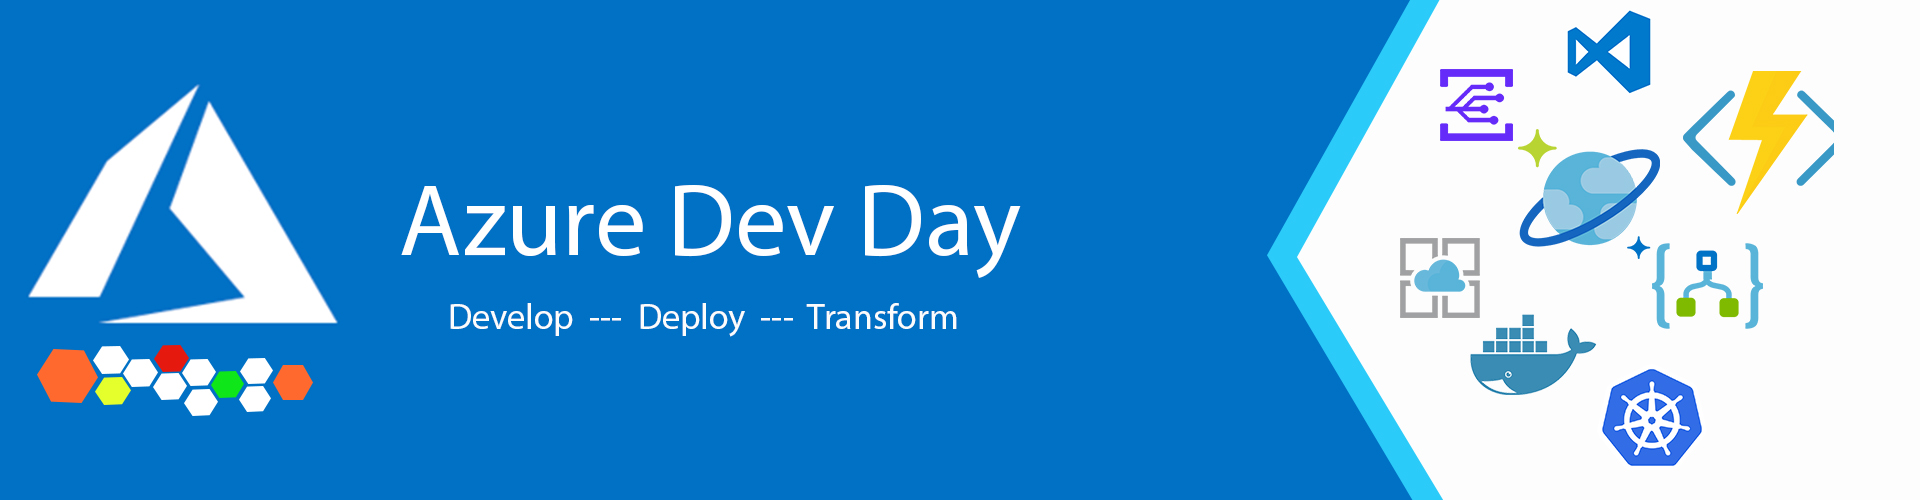 Azure Dev Day
Develop --- Deploy --- Transform